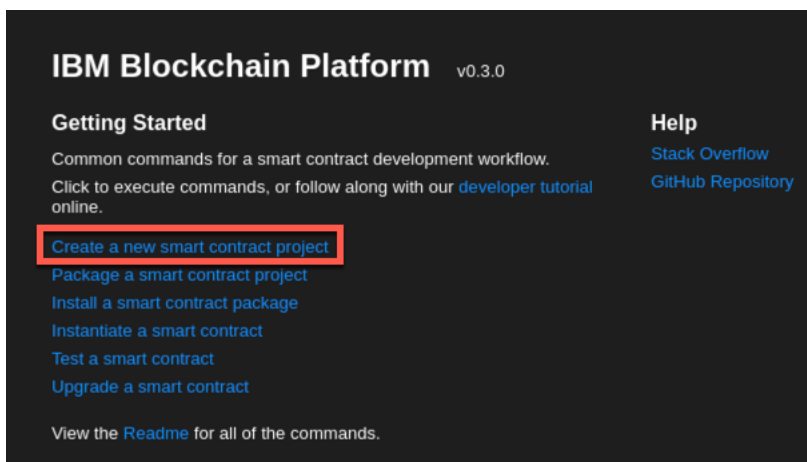 IBM Blockchain Platform v0.3.0
Getting Started
Common commands for a smart contract development workflow.
Click to execute commands, or follow along with our developer tutorial
online.
Create a new smart contract project
Package a smart contract project
Install a smart contract package
Instantiate a smart contract
Test a smart contract
Upgrade a smart contract
View the Readme for all of the commands.
Help
Stack Overflow
GitHub Repository